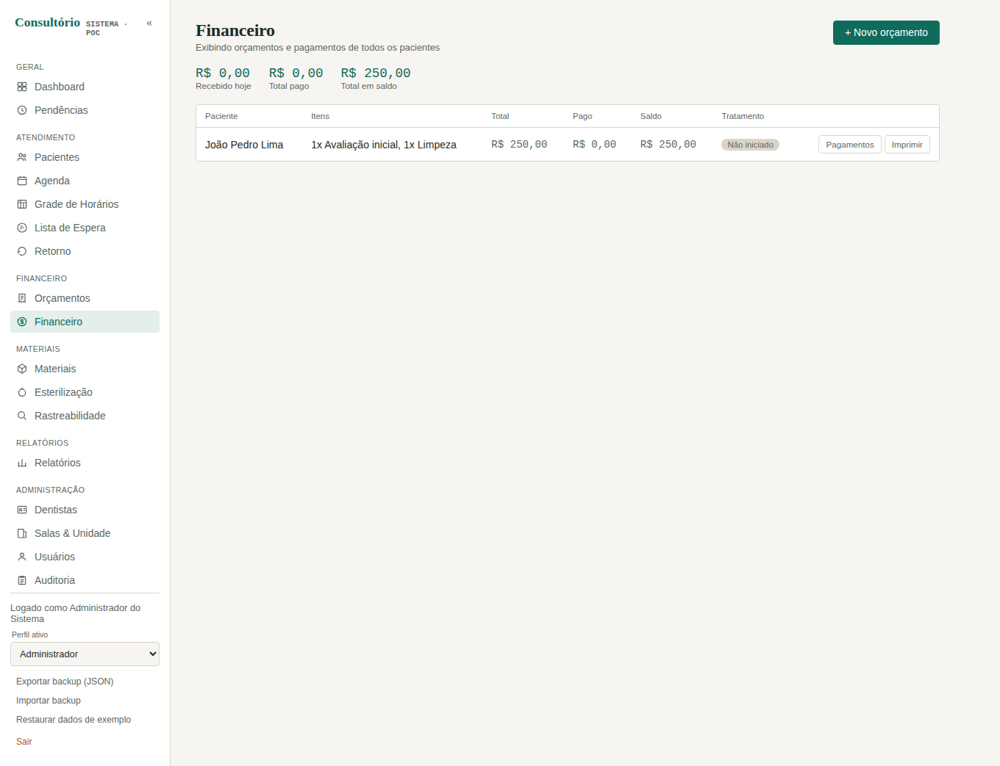 Consultório SISTEMA · POC «
GERAL
Dashboard
Pendências
ATENDIMENTO
Pacientes
Agenda
Grade de Horários
Lista de Espera
Retorno
FINANCEIRO
Orçamentos
Financeiro
MATERIAIS
Materiais
Esterilização
Rastreabilidade
RELATÓRIOS
Relatórios
ADMINISTRAÇÃO
Dentistas
Salas & Unidade
Usuários
Auditoria
Logado como Administrador do
Sistema
Perfil ativo
Administrador
Exportar backup (JSON)
Importar backup
Restaurar dados de exemplo
Sair
Financeiro
Exibindo orçamentos e pagamentos de todos os pacientes
+ Novo orçamento
R$ 0,00 R$ 0,00 R$ 250,00
Recebido hoje Total pago Total em saldo
Paciente Itens Total Pago Saldo Tratamento
João Pedro Lima 1x Avaliação inicial, 1x Limpeza R$ 250,00 R$ 0,00 R$ 250,00 Não iniciado Pagamentos Imprimir